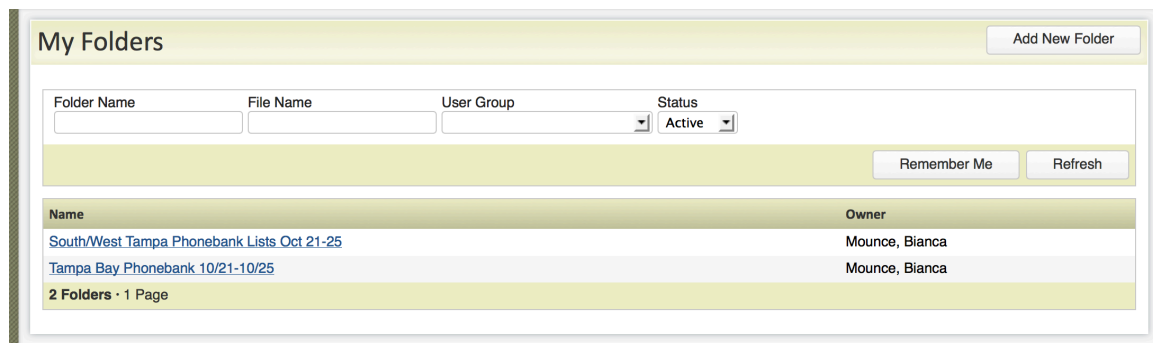 My Folders
Add New Folder
Folder Name File Name User Group Status
Active
Remember Me Refresh
Name Owner
South/West Tampa Phonebank Lists Oct 21-25 Mounce, Bianca
Tampa Bay Phonebank 10/21-10/25 Mounce, Bianca
2 Folders · 1 Page